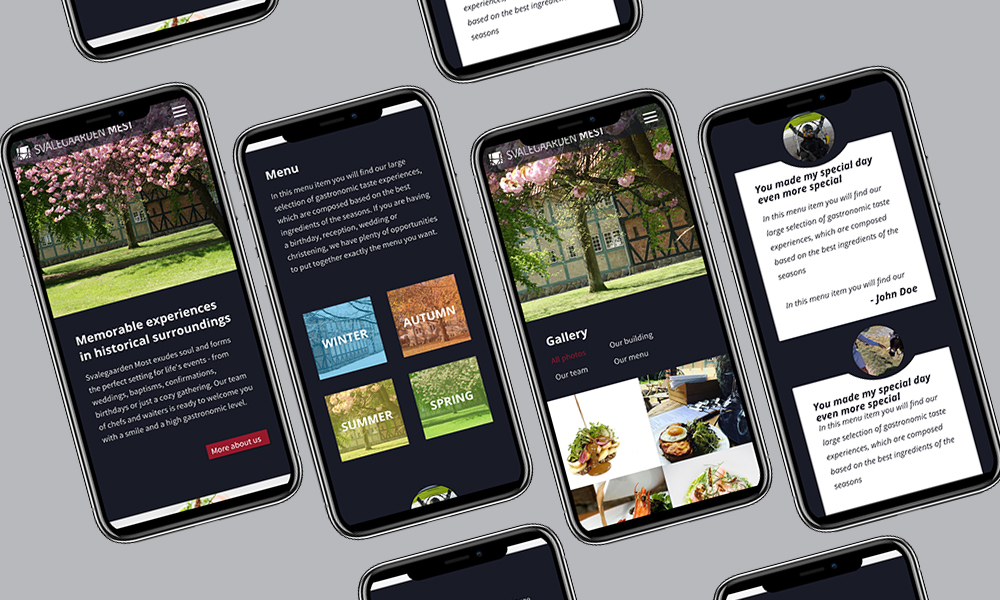 experiences,
based on the best ingredients of the
seasons
SVALEGAARDEN MEST
Memorable experiences
in historical surroundings
Svalegaarden Most exudes soul and forms
the perfect setting for life's events - from
weddings, baptisms, confirmations,
birthdays or just a cozy gathering. Our team
of chefs and waiters is ready to welcome you
with a smile and a high gastronomic level.
More about us
Menu
In this menu item you will find our large
selection of gastronomic taste experiences,
which are composed based on the best
ingredients of the seasons. If you are having
a birthday, reception, wedding or
christening, we have plenty of opportunities
to put together exactly the menu you want.
WINTER
AUTUMN
SUMMER
SPRING
SVALEGAARDEN MEST
Gallery
All photos
Our building
Our team
Our menu
You made my special day
even more special
In this menu item you will find our
large selection of gastronomic taste
experiences, which are composed
based on the best ingredients of the
seasons
In this menu item you will find our
- John Doe
You made my special day
even more special
In this menu item you will find our
large selection of gastronomic taste
experiences, which are composed
based on the best ingredients of the
seasons